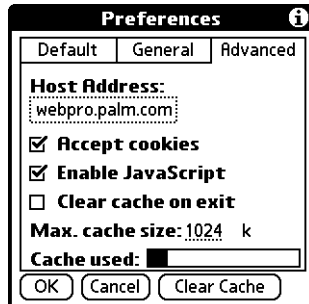 Preferences
Default General Advanced
Host Address:
webpro.palm.com
Accept cookies
Enable JavaScript
Clear cache on exit
Max. cache size: 1024 k
Cache used:
OK Cancel Clear Cache